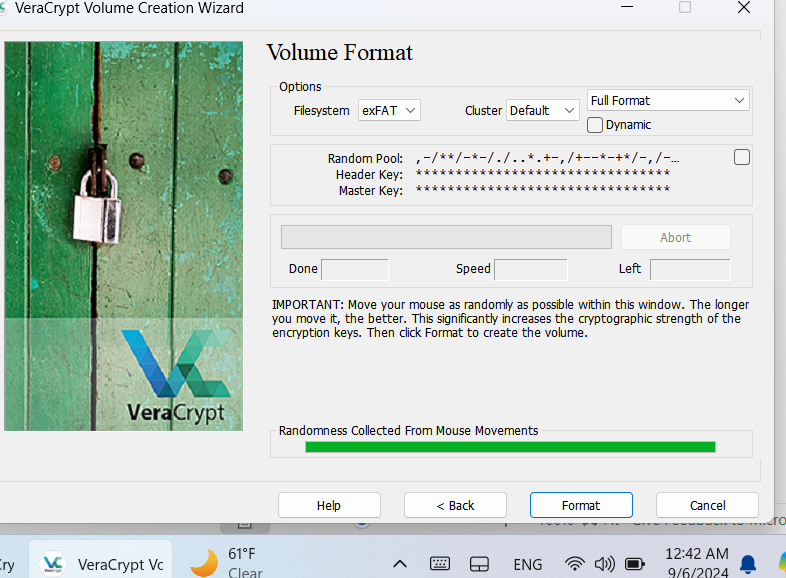 VeraCrypt Volume Creation Wizard
Volume Format
Options
Filesystem exFAT Cluster Default Full Format
Dynamic
Random Pool: ,-/**/-*-/./..*.+-,/+--*-+*/-,/-...
Header Key: ********************************
Master Key: ********************************
Abort
Done Speed Left
IMPORTANT: Move your mouse as randomly as possible within this window. The longer
you move it, the better. This significantly increases the cryptographic strength of the
encryption keys. Then click Format to create the volume.
VeraCrypt
Randomness Collected From Mouse Movements
Help < Back Format Cancel
VeraCrypt Vc 61°F
Clear
ENG 12:42 AM
9/6/2024